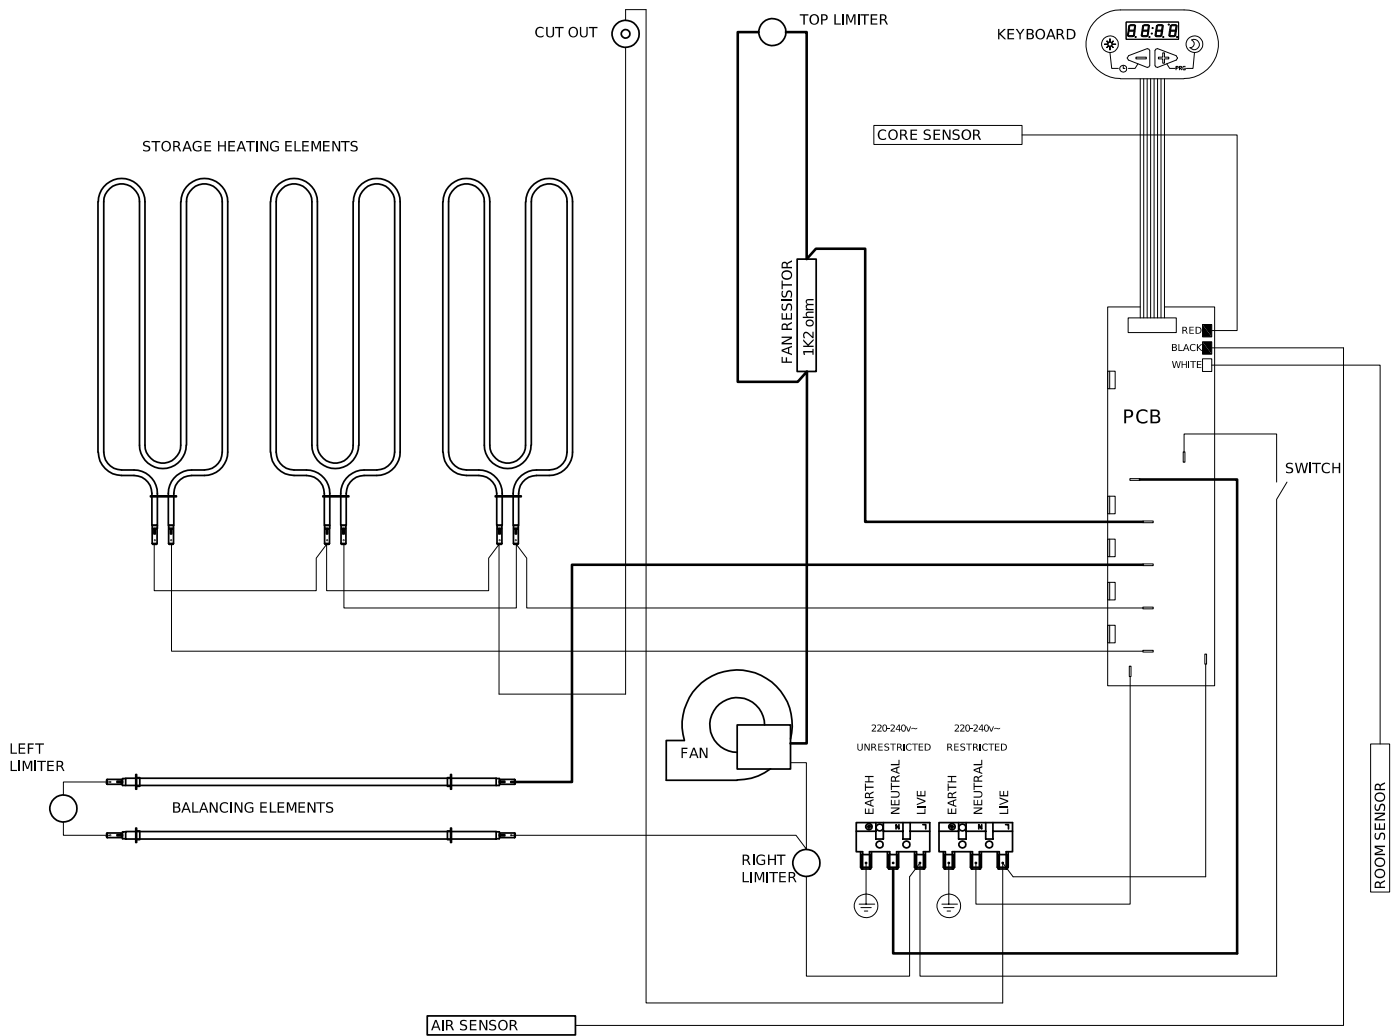 CUT OUT
TOP LIMITER
KEYBOARD
PRG
CORE SENSOR
STORAGE HEATING ELEMENTS
FAN RESISTOR
1K2 ohm
RED
BLACK
WHITE
PCB
SWITCH
220-240v~
UNRESTRICTED
220-240v~
RESTRICTED
FAN
LEFT
LIMITER
BALANCING ELEMENTS
EARTH
NEUTRAL
LIVE
EARTH
NEUTRAL
LIVE
N
N
RIGHT
LIMITER
ROOM SENSOR
AIR SENSOR